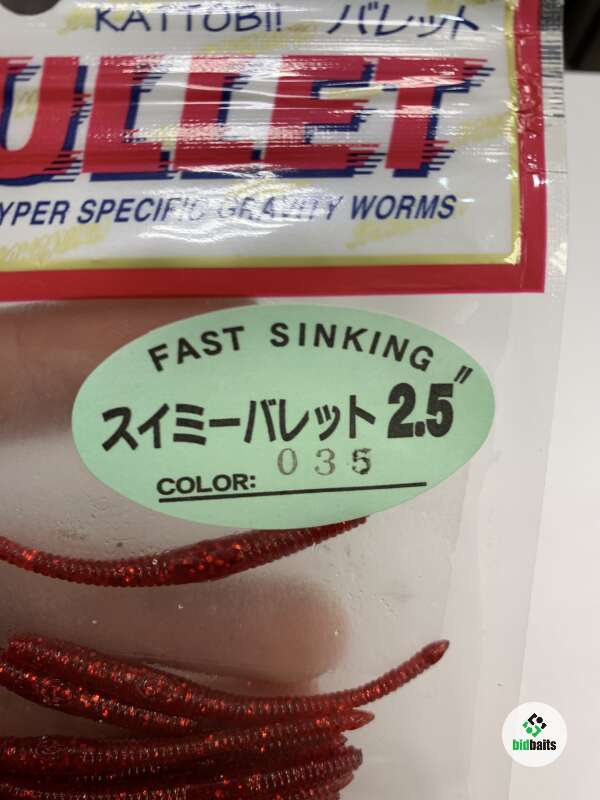 KATTOBI!! バレット
ULLET
YPER SPECIFIC GRAVITY WORMS
FAST SINKING
スイミーバレット 2.5"
COLOR: 035
bidbaits